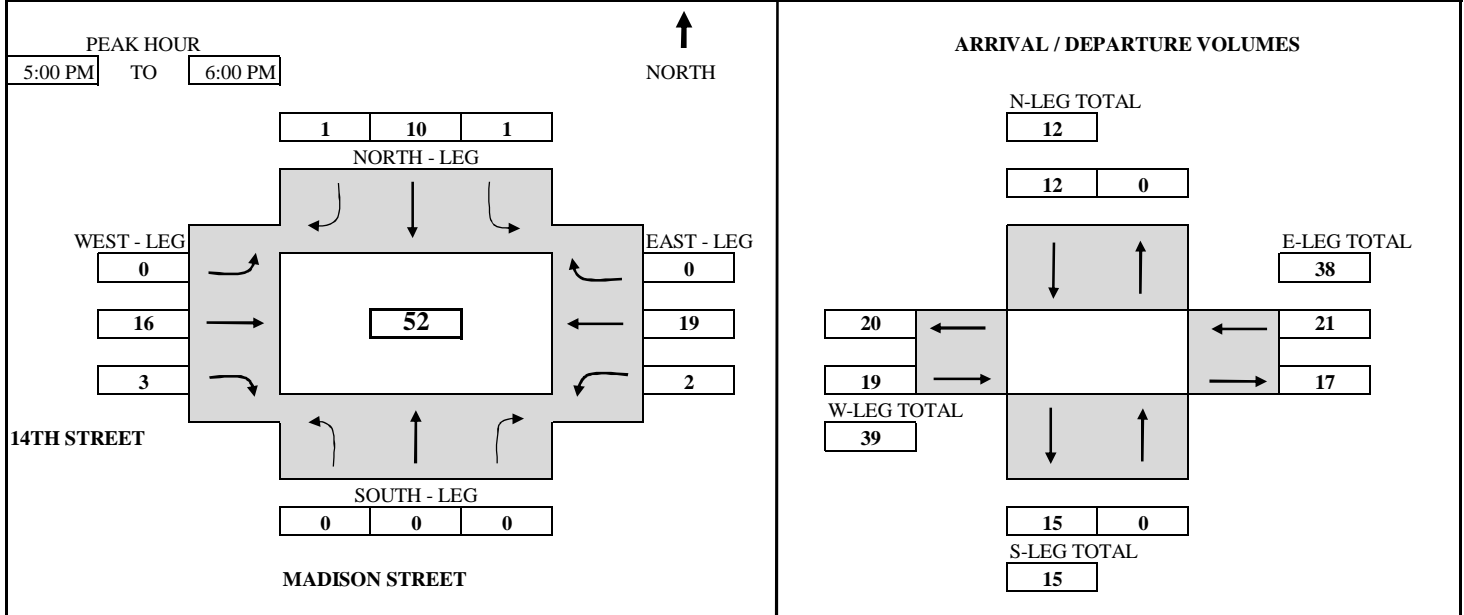 PEAK HOUR
5:00 PM TO 6:00 PM
NORTH
1 10 1
NORTH - LEG
WEST - LEG
EAST - LEG
0
0
16
52
19
3
2
14TH STREET
SOUTH - LEG
0 0 0
MADISON STREET
ARRIVAL / DEPARTURE VOLUMES
N-LEG TOTAL
12
12 0
E-LEG TOTAL
38
20
21
19
17
W-LEG TOTAL
39
15 0
S-LEG TOTAL
15